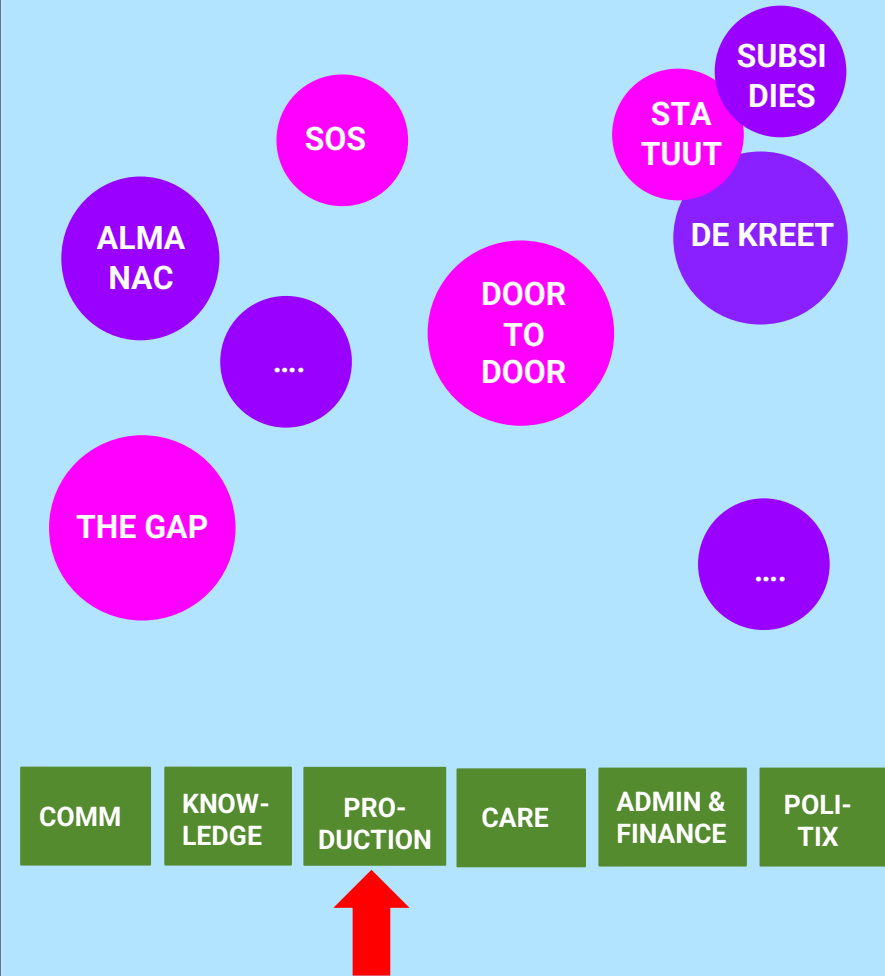 SUBSI
DIES
STA
TUUT
SOS
DE KREET
ALMA
NAC
DOOR
TO
DOOR
....
THE GAP
....
COMM
KNOW-
LEDGE
PRO-
DUCTION
CARE
ADMIN &
FINANCE
POLI-
TIX